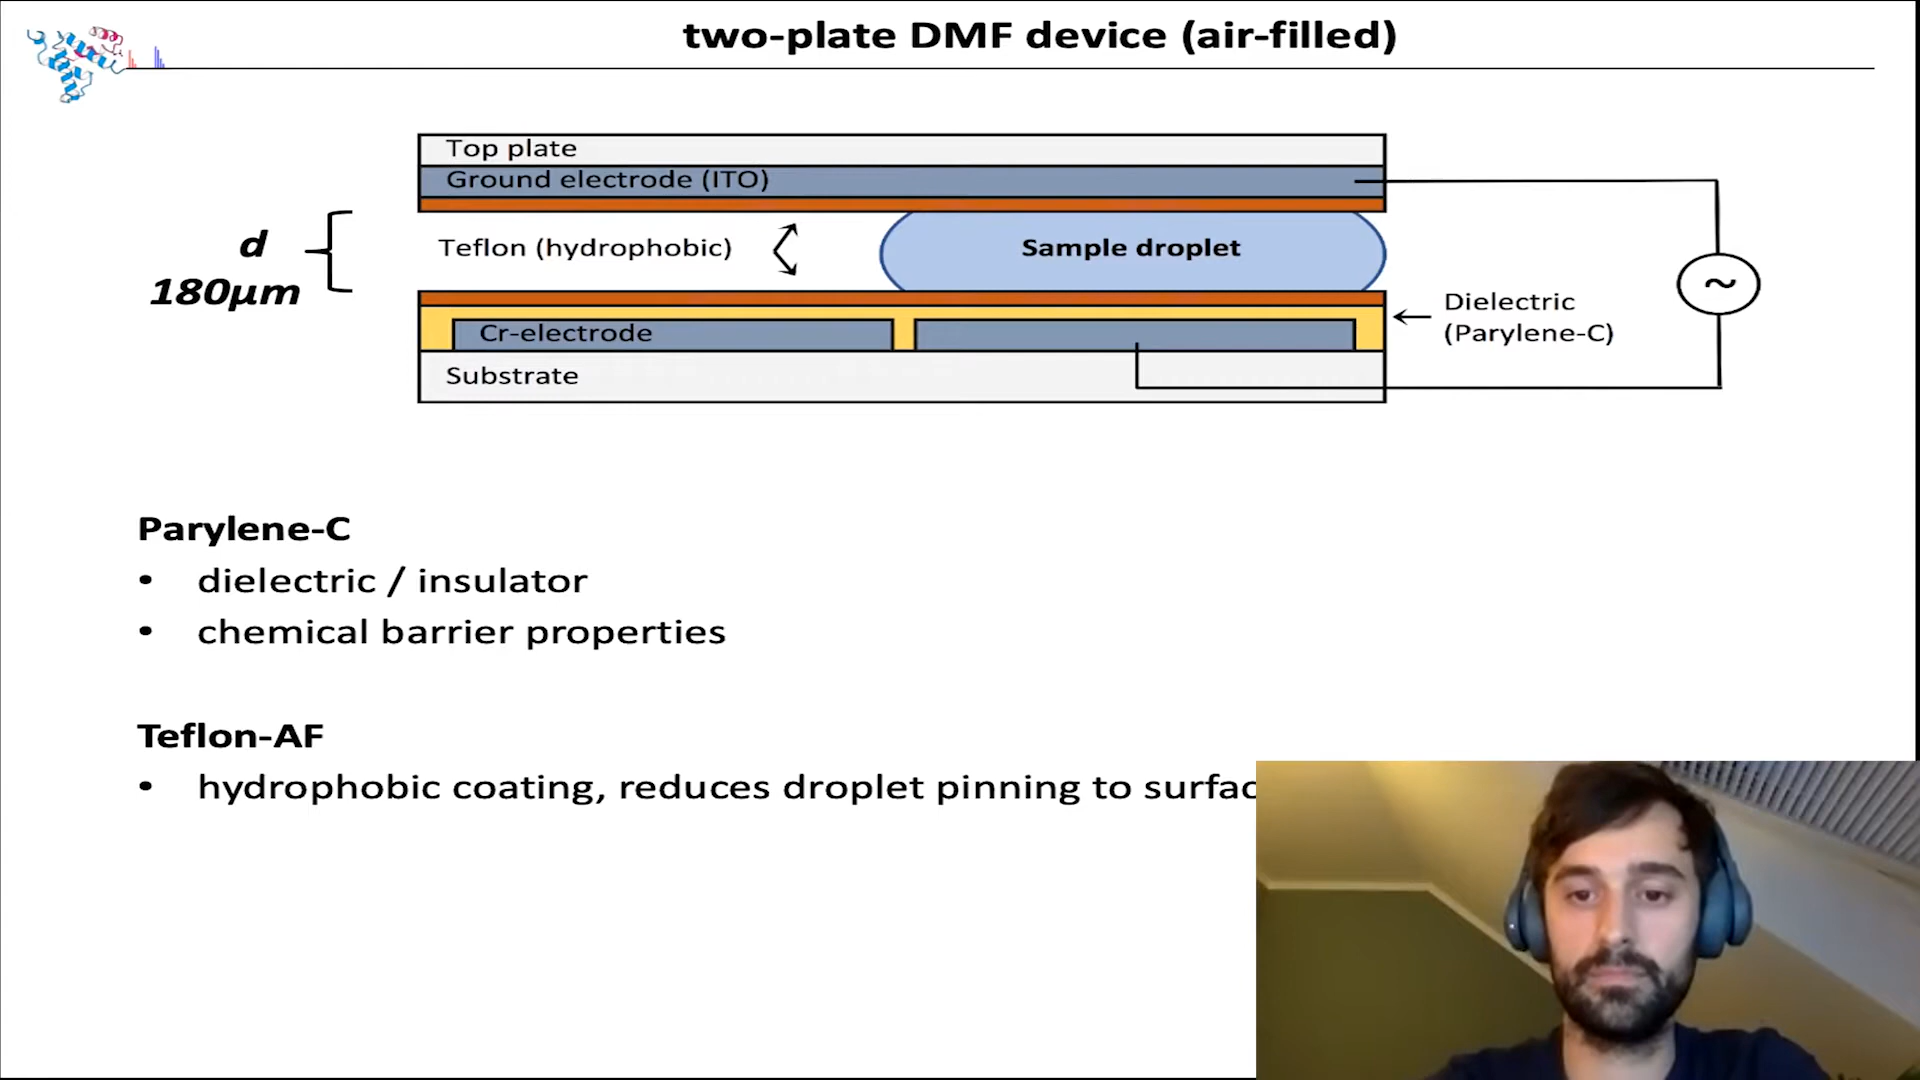 two-plate DMF device (air-filled)
Top plate
Ground electrode (ITO)
d
180µm
Teflon (hydrophobic)
Sample droplet
~
Dielectric
(Parylene-C)
Cr-electrode
Substrate
Parylene-C
• dielectric / insulator
• chemical barrier properties
Teflon-AF
• hydrophobic coating, reduces droplet pinning to